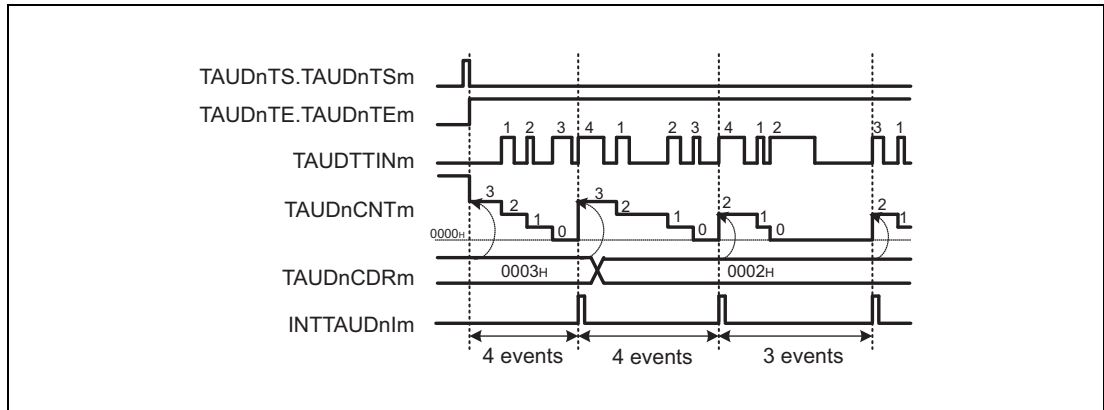 TAUDnTS.TAUDnTSm
TAUDnTE.TAUDnTEm
1 2 3 4 1 2 3 4 1 2 3 1
TAUDTTINm
3 2 1 0 3 2 1 0 2 1 0 2 1
TAUDnCNTm
0000H
TAUDnCDRm
0003H 0002H
INTTAUDnIm
4 events 4 events 3 events